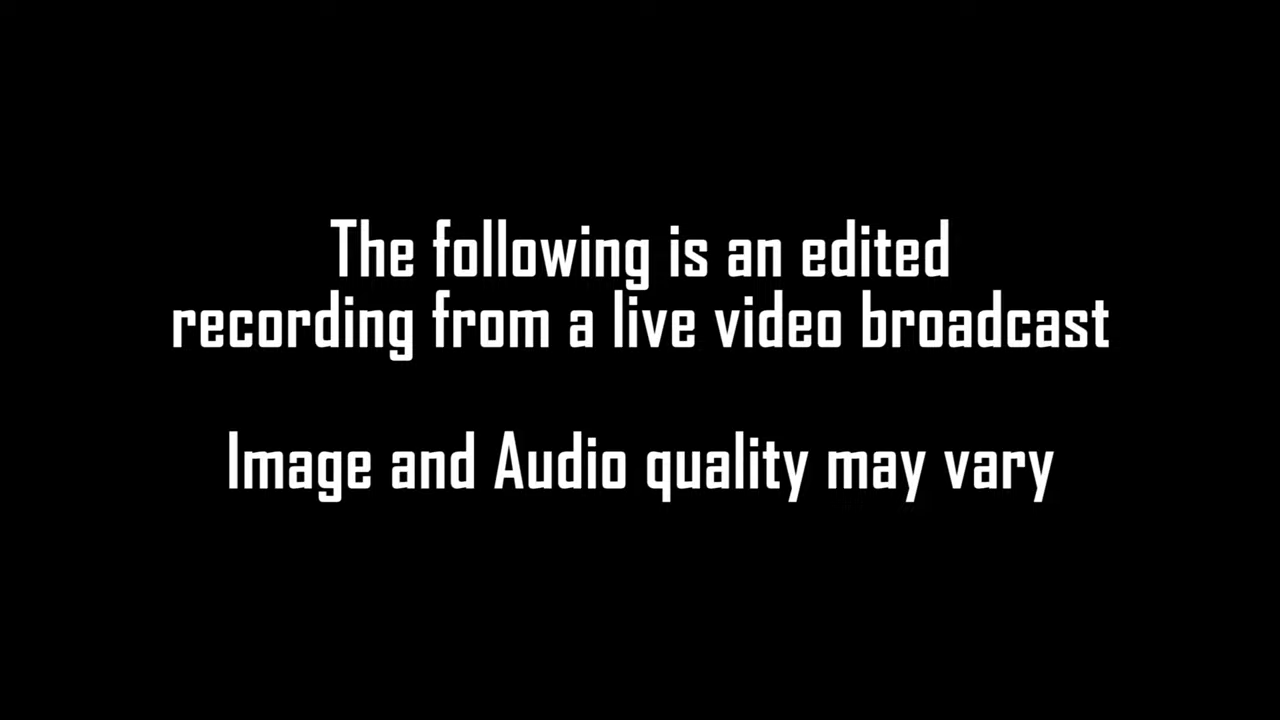 The following is an edited
recording from a live video broadcast
Image and Audio quality may vary